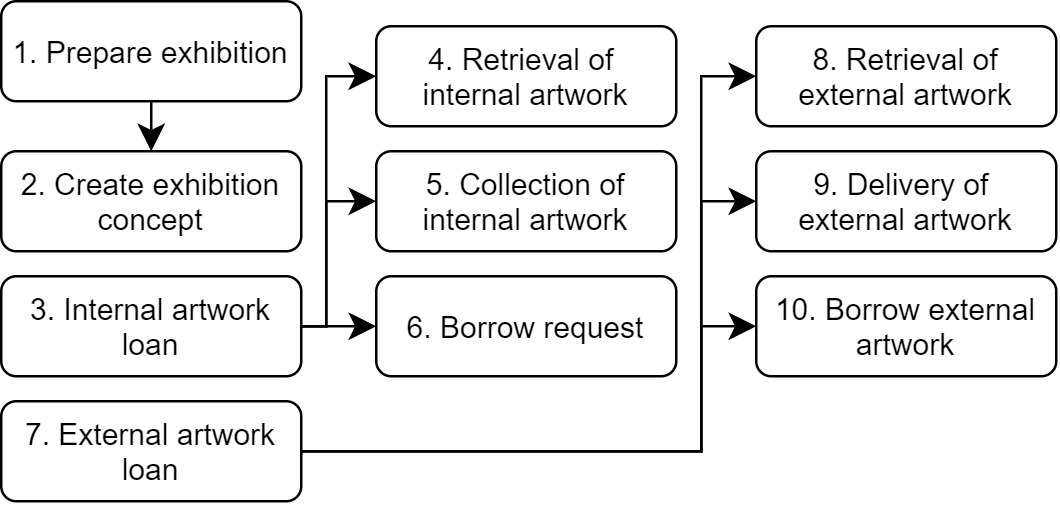 1. Prepare exhibition
2. Create exhibition
concept
3. Internal artwork
loan
4. Retrieval of
internal artwork
5. Collection of
internal artwork
6. Borrow request
7. External artwork
loan
8. Retrieval of
external artwork
9. Delivery of
external artwork
10. Borrow external
artwork